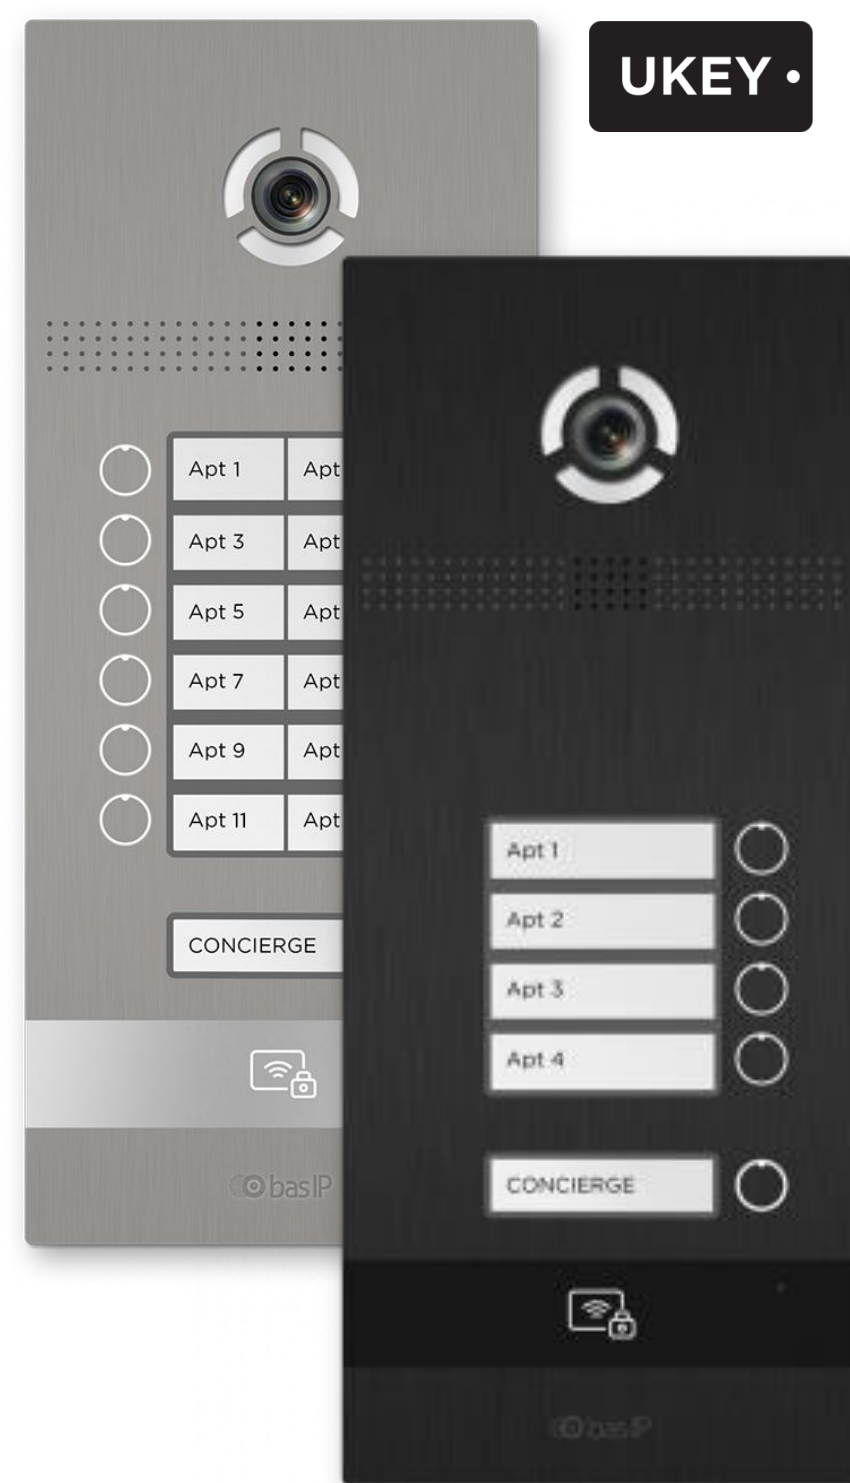 UKEY
Apt 1 Apt
Apt 3 Apt
Apt 5 Apt
Apt 7 Apt
Apt 9 Apt
Apt 11 Apt
CONCIERGE
basIP
Apt 1
Apt 2
Apt 3
Apt 4
CONCIERGE
basIP